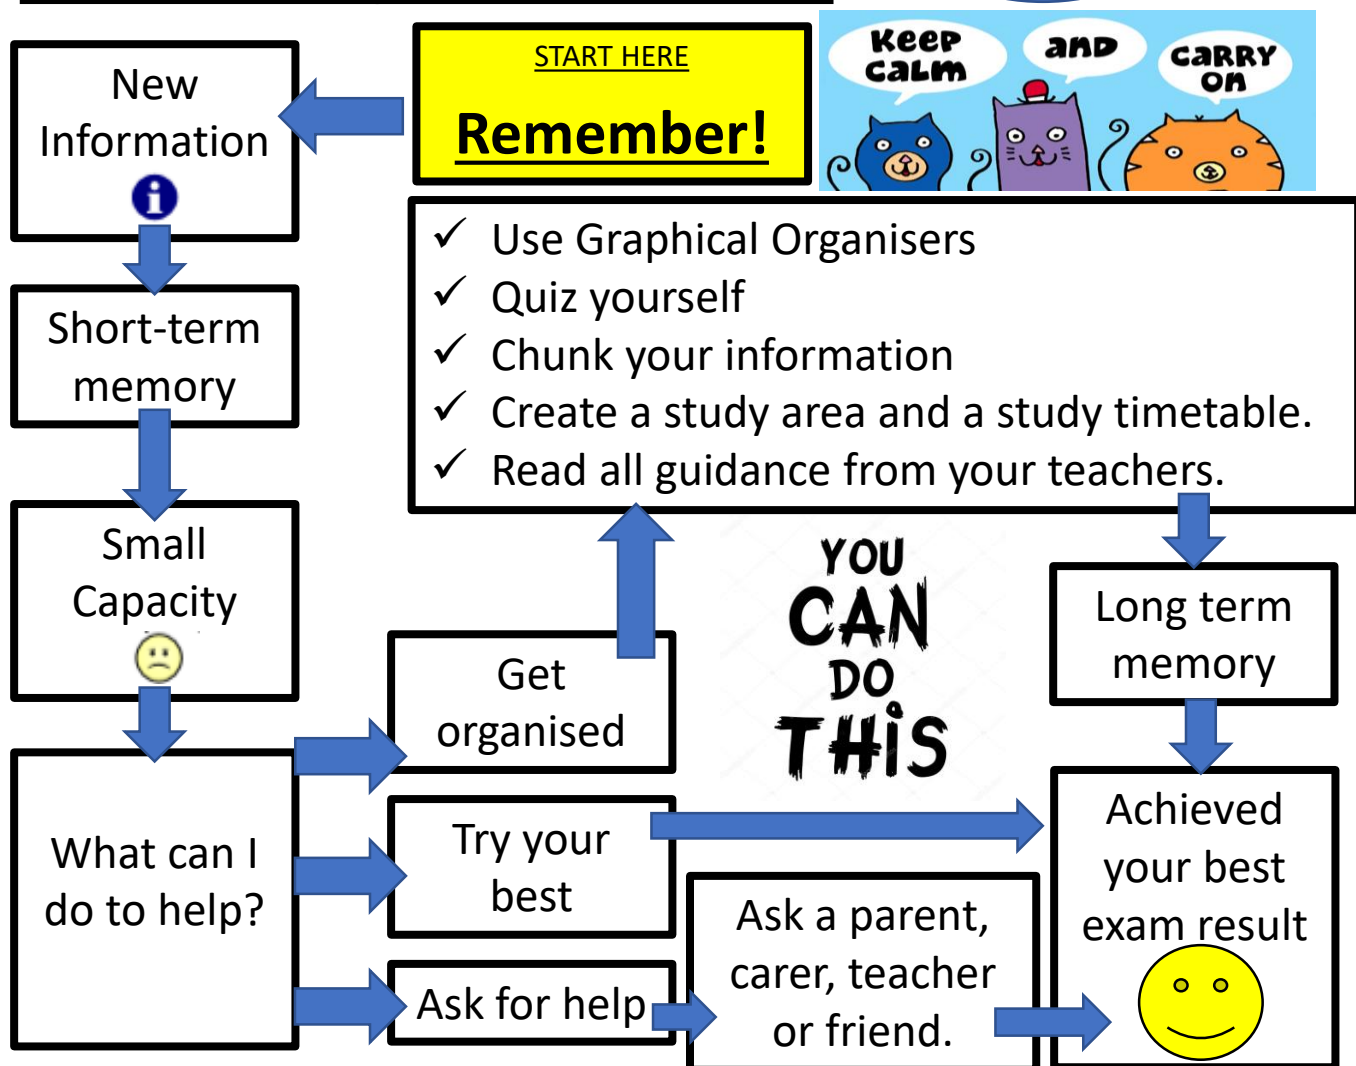 START HERE
Remember!
KEEP
CALM
AND
CARRY
ON
New
Information
i
Short-term
memory
Small
Capacity
What can I
do to help?
Get
organised
Try your
best
Ask for help
Ask a parent,
carer, teacher
or friend.
✓ Use Graphical Organisers
✓ Quiz yourself
✓ Chunk your information
✓ Create a study area and a study timetable.
✓ Read all guidance from your teachers.
YOU
CAN
DO
THIS
Long term
memory
Achieved
your best
exam result